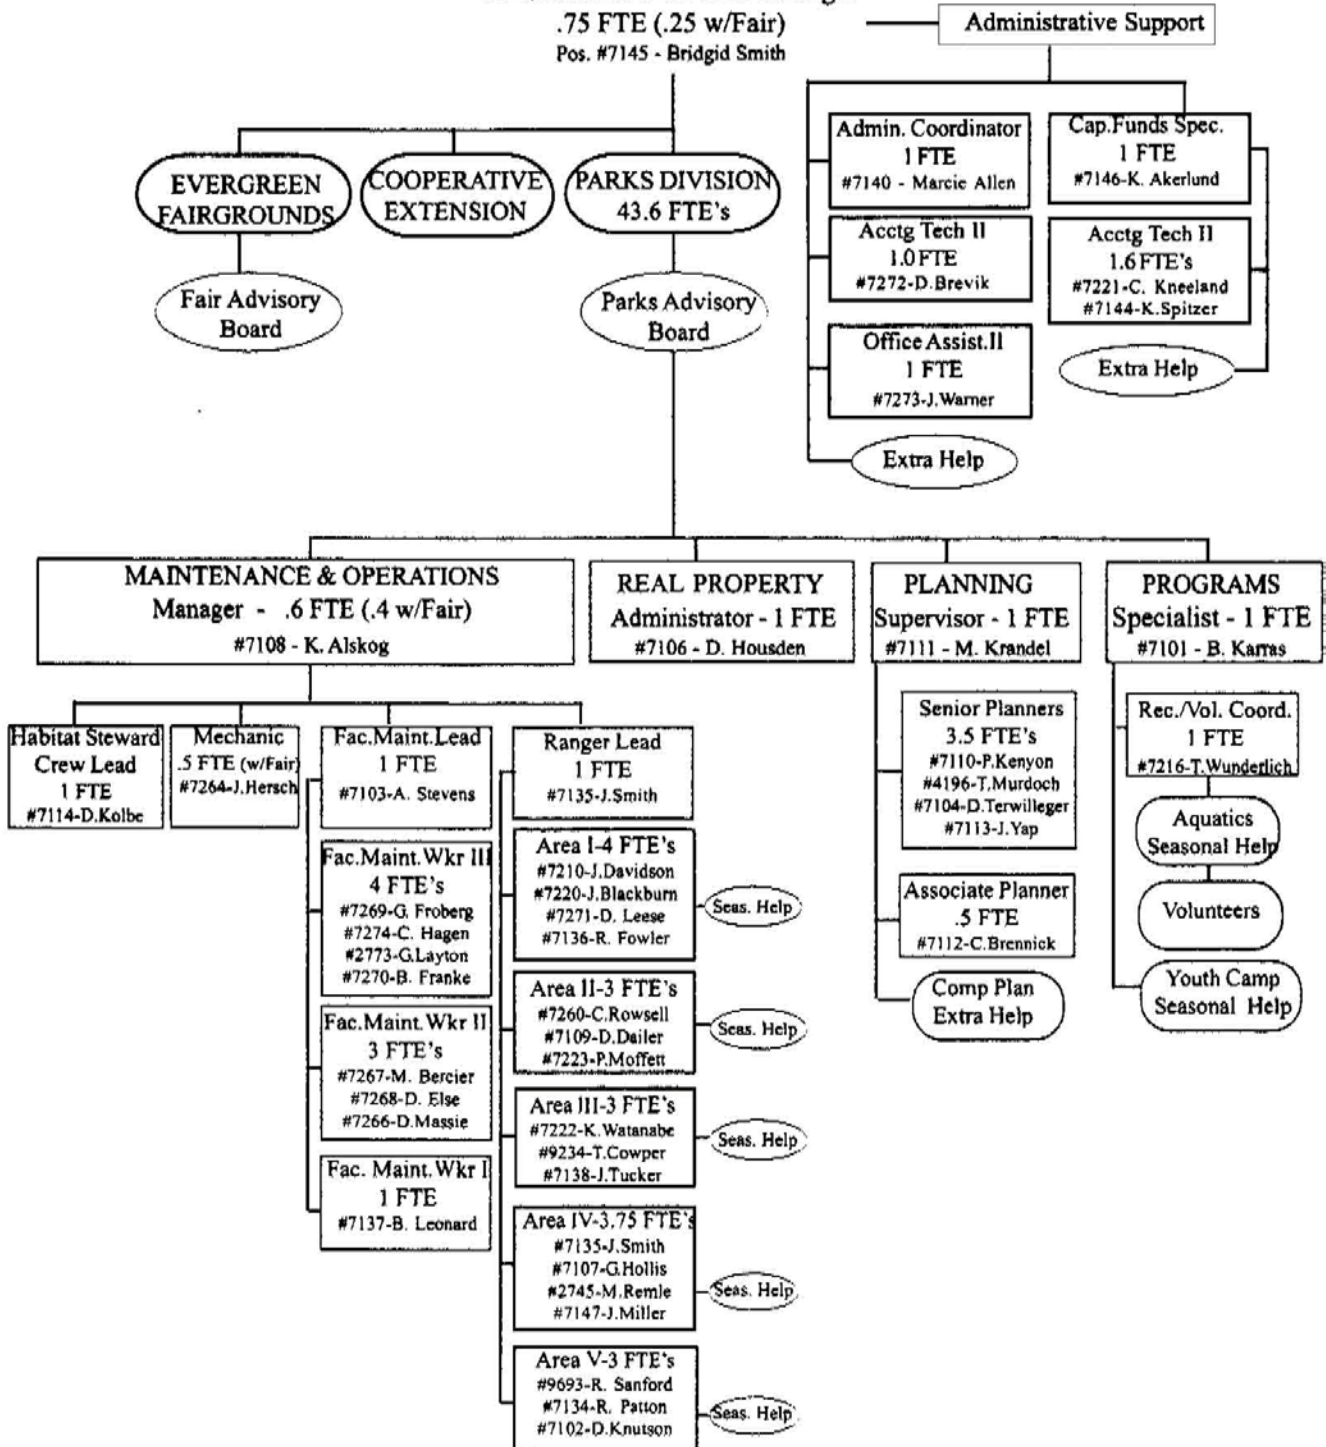 .75 FTE (.25 w/Fair)
Pos. #7145 - Bridgid Smith
Administrative Support
Admin. Coordinator
1 FTE
#7140 - Marcie Allen
Cap.Funds Spec.
1 FTE
#7146-K. Akerlund
Acctg Tech II
1.0 FTE
#7272-D.Brevik
Acctg Tech II
1.6 FTE's
#7221-C. Kneeland
#7144-K.Spitzer
Office Assist.II
1 FTE
#7273-J.Warner
Extra Help
Extra Help
EVERGREEN
FAIRGROUNDS
COOPERATIVE
EXTENSION
PARKS DIVISION
43.6 FTE's
Fair Advisory
Board
Parks Advisory
Board
MAINTENANCE & OPERATIONS
Manager - .6 FTE (.4 w/Fair)
#7108 - K. Alskog
REAL PROPERTY
Administrator - 1 FTE
#7106 - D. Housden
PLANNING
Supervisor - 1 FTE
#7111 - M. Krandel
PROGRAMS
Specialist - 1 FTE
#7101 - B. Karras
Habitat Steward
Crew Lead
1 FTE
#7114-D.Kolbe
Mechanic
.5 FTE (w/Fair)
#7264-J.Hersch
Fac.Maint.Lead
1 FTE
#7103-A. Stevens
Fac.Maint.Wkr III
4 FTE's
#7269-G. Froberg
#7274-C. Hagen
#2773-G.Layton
#7270-B. Franke
Fac.Maint.Wkr II
3 FTE's
#7267-M. Bercier
#7268-D. Else
#7266-D.Massie
Fac. Maint.Wkr I
1 FTE
#7137-B. Leonard
Ranger Lead
1 FTE
#7135-J.Smith
Area I-4 FTE's
#7210-J.Davidson
#7220-J.Blackburn
#7271-D. Leese
#7136-R. Fowler
Seas. Help
Area II-3 FTE's
#7260-C.Rowsell
#7109-D.Dailer
#7223-P.Moffett
Seas. Help
Area III-3 FTE's
#7222-K.Watanabe
#9234-T.Cowper
#7138-J.Tucker
Seas. Help
Area IV-3.75 FTE's
#7135-J.Smith
#7107-G.Hollis
#2745-M.Remle
#7147-J.Miller
Seas. Help
Area V-3 FTE's
#9693-R. Sanford
#7134-R. Patton
#7102-D.Knutson
Seas. Help
Senior Planners
3.5 FTE's
#7110-P.Kenyon
#4196-T.Murdoch
#7104-D.Terwilleger
#7113-J.Yap
Associate Planner
.5 FTE
#7112-C.Brennick
Comp Plan
Extra Help
Rec./Vol. Coord.
1 FTE
#7216-T.Wunderlich
Aquatics
Seasonal Help
Volunteers
Youth Camp
Seasonal Help